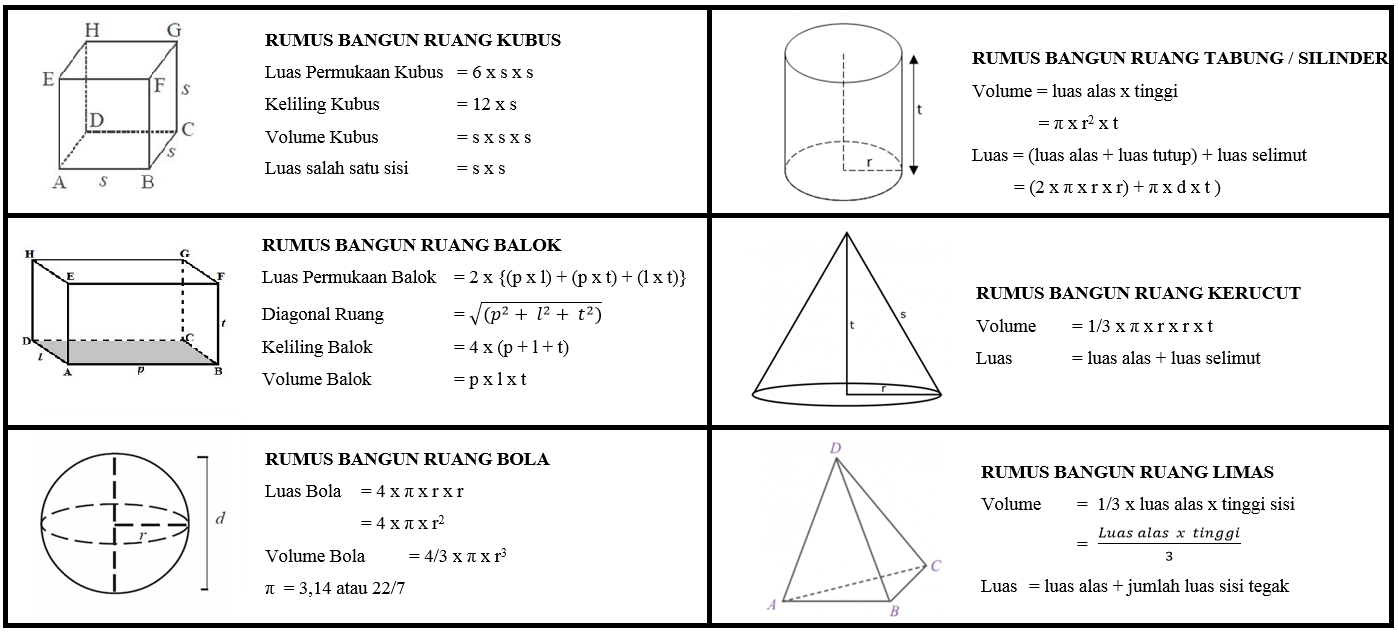 H G
E F s
D C
s
A s B
RUMUS BANGUN RUANG KUBUS
Luas Permukaan Kubus = 6 x s x s
Keliling Kubus = 12 x s
Volume Kubus = s x s x s
Luas salah satu sisi = s x s
t
r
RUMUS BANGUN RUANG TABUNG / SILINDER
Volume = luas alas x tinggi
= π x r² x t
Luas = (luas alas + luas tutup) + luas selimut
= (2 x π x r x r) + π x d x t )
H G
E F
t
D C
l
A p B
RUMUS BANGUN RUANG BALOK
Luas Permukaan Balok = 2 x {(p x l) + (p x t) + (l x t)}
Diagonal Ruang = √(p² + l² + t²)
Keliling Balok = 4 x (p + l + t)
Volume Balok = p x l x t
t s
r
RUMUS BANGUN RUANG KERUCUT
Volume = 1/3 x π x r x r x t
Luas = luas alas + luas selimut
d
r
RUMUS BANGUN RUANG BOLA
Luas Bola = 4 x π x r x r
= 4 x π x r²
Volume Bola = 4/3 x π x r³
π = 3,14 atau 22/7
D
C
A B
RUMUS BANGUN RUANG LIMAS
Volume = 1/3 x luas alas x tinggi sisi
= Luas alas x tinggi
3
Luas = luas alas + jumlah luas sisi tegak